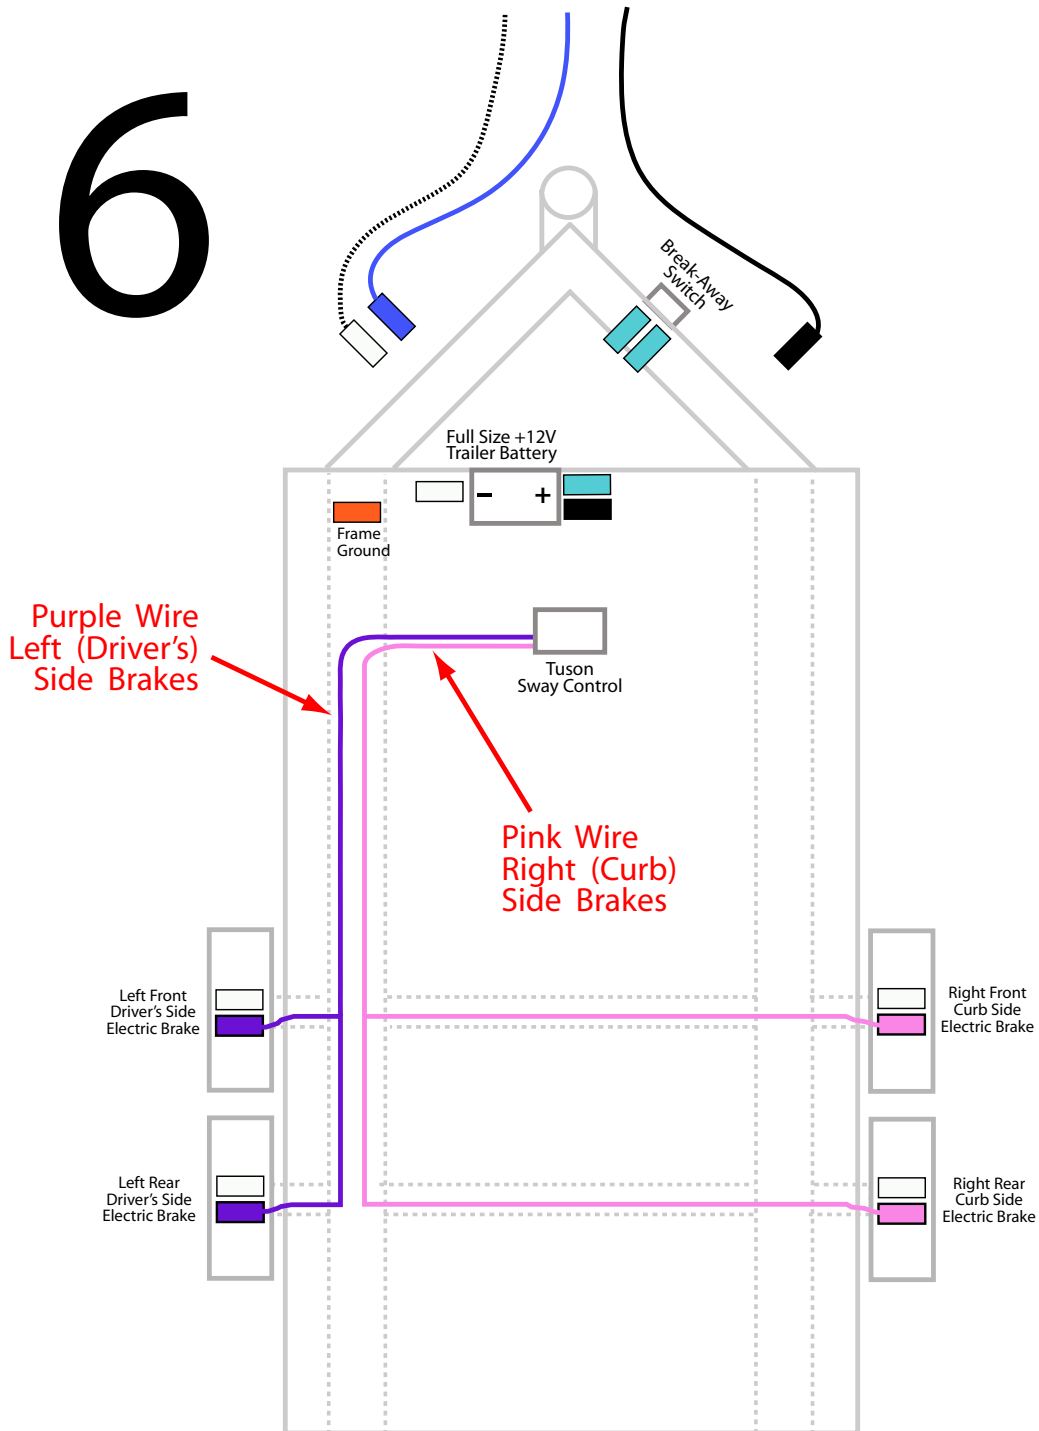 6
Break-Away
Switch
Full Size +12V
Trailer Battery
- +
Frame
Ground
Purple Wire
Left (Driver’s)
Side Brakes
Tuson
Sway Control
Pink Wire
Right (Curb)
Side Brakes
Left Front
Driver’s Side
Electric Brake
Right Front
Curb Side
Electric Brake
Left Rear
Driver’s Side
Electric Brake
Right Rear
Curb Side
Electric Brake